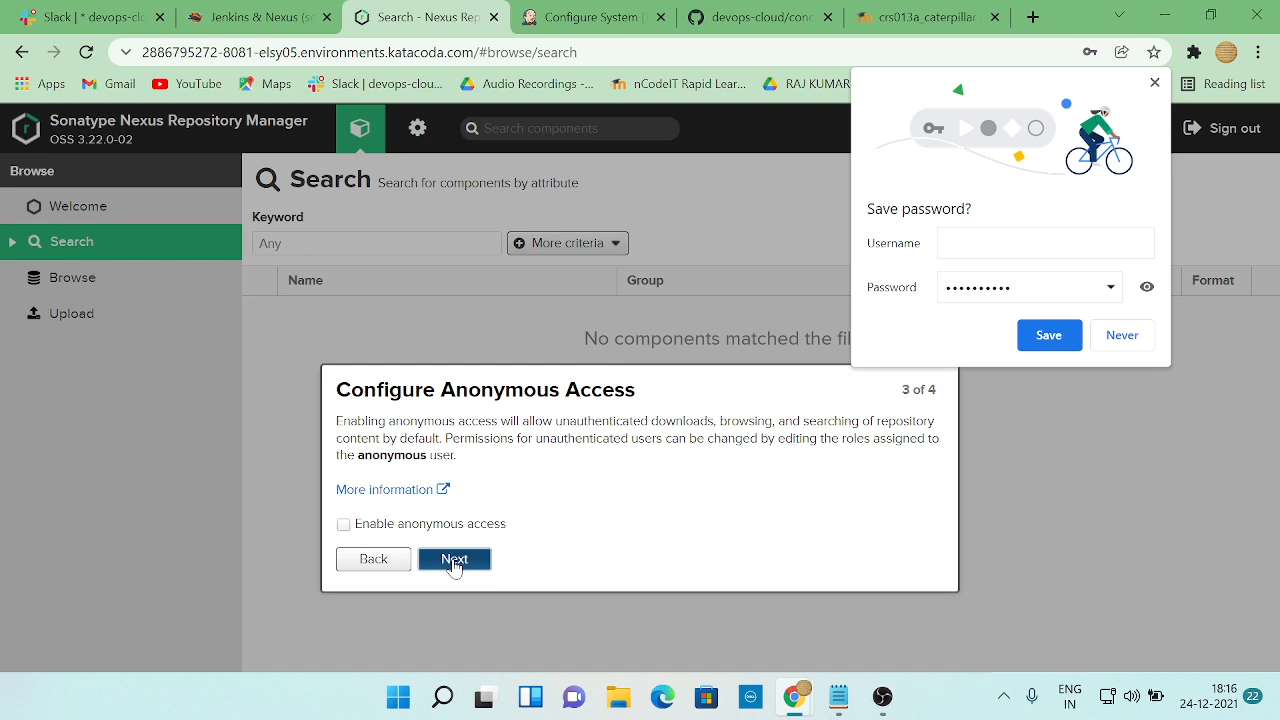 Slack | * devops-clo
Jenkins & Nexus (s
Search - Nexus Rep
Configure System [
devops-cloud/conc
crs013a_caterpillar
2886795272-8081-elsy05.environments.katacoda.com/#browse/search
Apps
Gmail
YouTube
Maps
Slack | devops-clou...
Audio Recordings -...
nCodeIT Rapid Lear...
RAJ KUMAR
Reading list
Sonatype Nexus Repository Manager
OSS 3.22.0-02
Search components
Sign out
Browse
Welcome
Search
Browse
Upload
Search Search for components by attribute
Keyword
Any
More criteria
Name
Group
Format
No components matched the fil
Save password?
Username
Password
Save
Never
Configure Anonymous Access
3 of 4
Enabling anonymous access will allow unauthenticated downloads, browsing, and searching of repository
content by default. Permissions for unauthenticated users can be changed by editing the roles assigned to
the anonymous user.
More information
Enable anonymous access
Back
Next
ENG
IN
18:16
24-12-2021
22